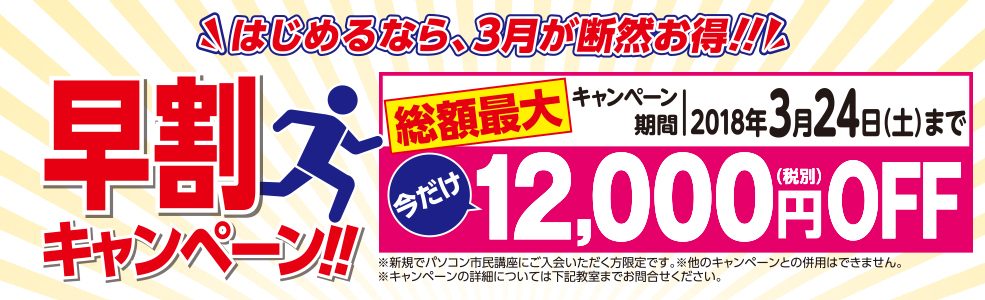 はじめるなら、3月が断然お得!!
早割
キャンペーン!!
総額最大
キャンペーン
期間
2018年3月24日(土)まで
今だけ
12,000円(税別)OFF
※新規でパソコン市民講座にご入会いただく方限定です。※他のキャンペーンとの併用はできません。
※キャンペーンの詳細については下記教室までお問合せください。